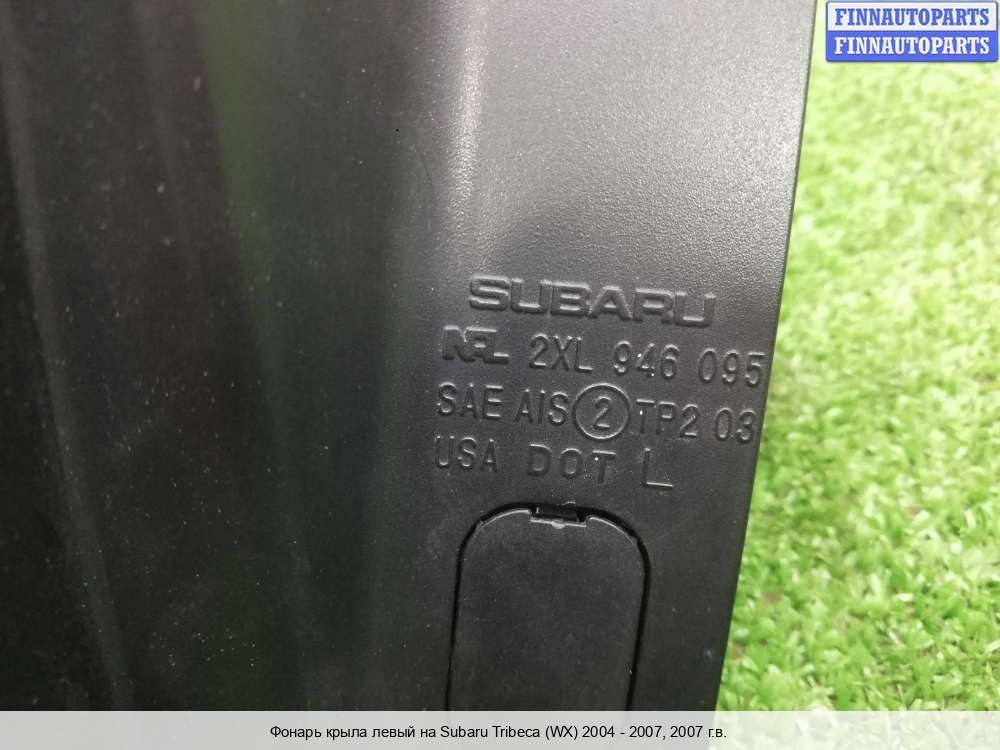 FINNAUTOPARTS
FINNAUTOPARTS
SUBARU
NAL 2XL 946 095
SAE AIS 2 TP2 03
USA DOT L
Фонарь крыла левый на Subaru Tribeca (WX) 2004 - 2007, 2007 г.в.